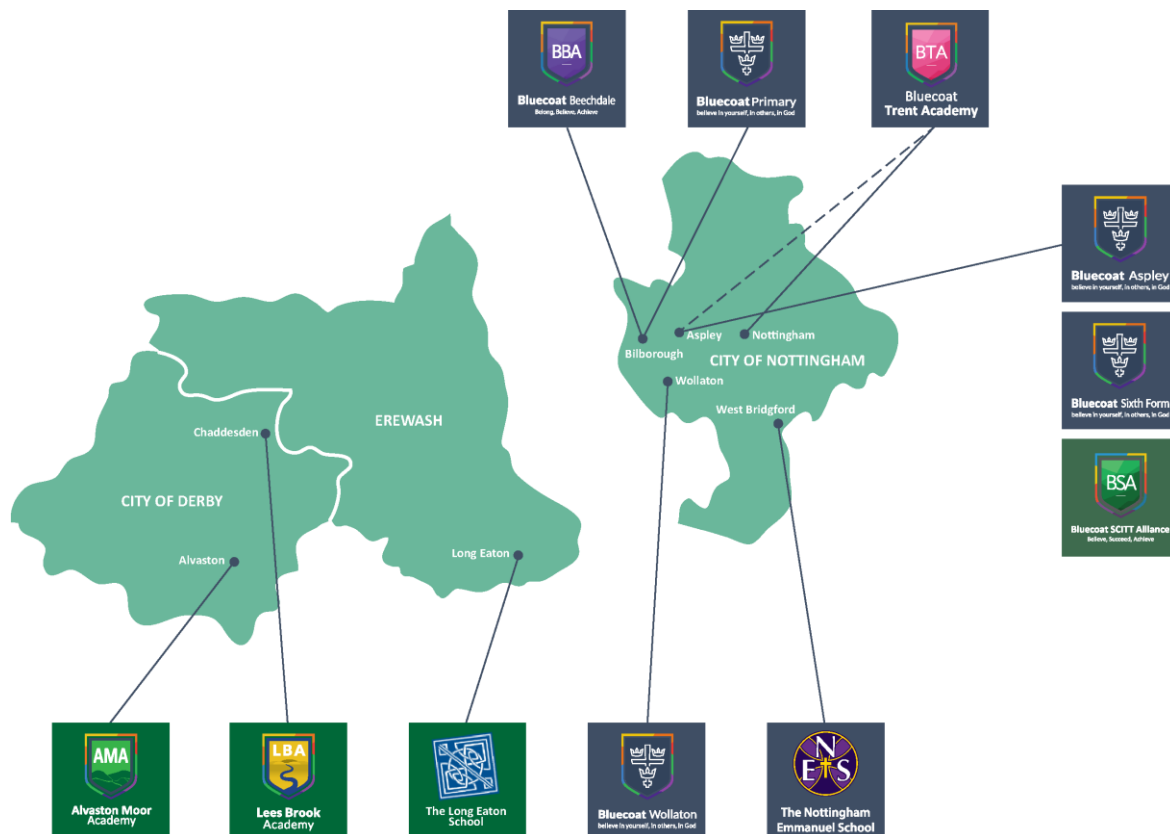 BBA
Bluecoat Beechdale
Belong, Believe, Achieve
Bluecoat Primary
believe in yourself, in others, in God
BTA
Bluecoat
Trent Academy
Bluecoat Aspley
believe in yourself, in others, in God
Bluecoat Sixth Form
believe in yourself, in others, in God
BSA
Bluecoat SCITT Alliance
Believe, Succeed, Achieve
Aspley
Nottingham
Bilborough
CITY OF NOTTINGHAM
Wollaton
West Bridgford
EREWASH
Chaddesden
CITY OF DERBY
Alvaston
Long Eaton
AMA
Alvaston Moor
Academy
LBA
Lees Brook
Academy
The Long Eaton
School
Bluecoat Wollaton
believe in yourself, in others, in God
N
E S
The Nottingham
Emmanuel School